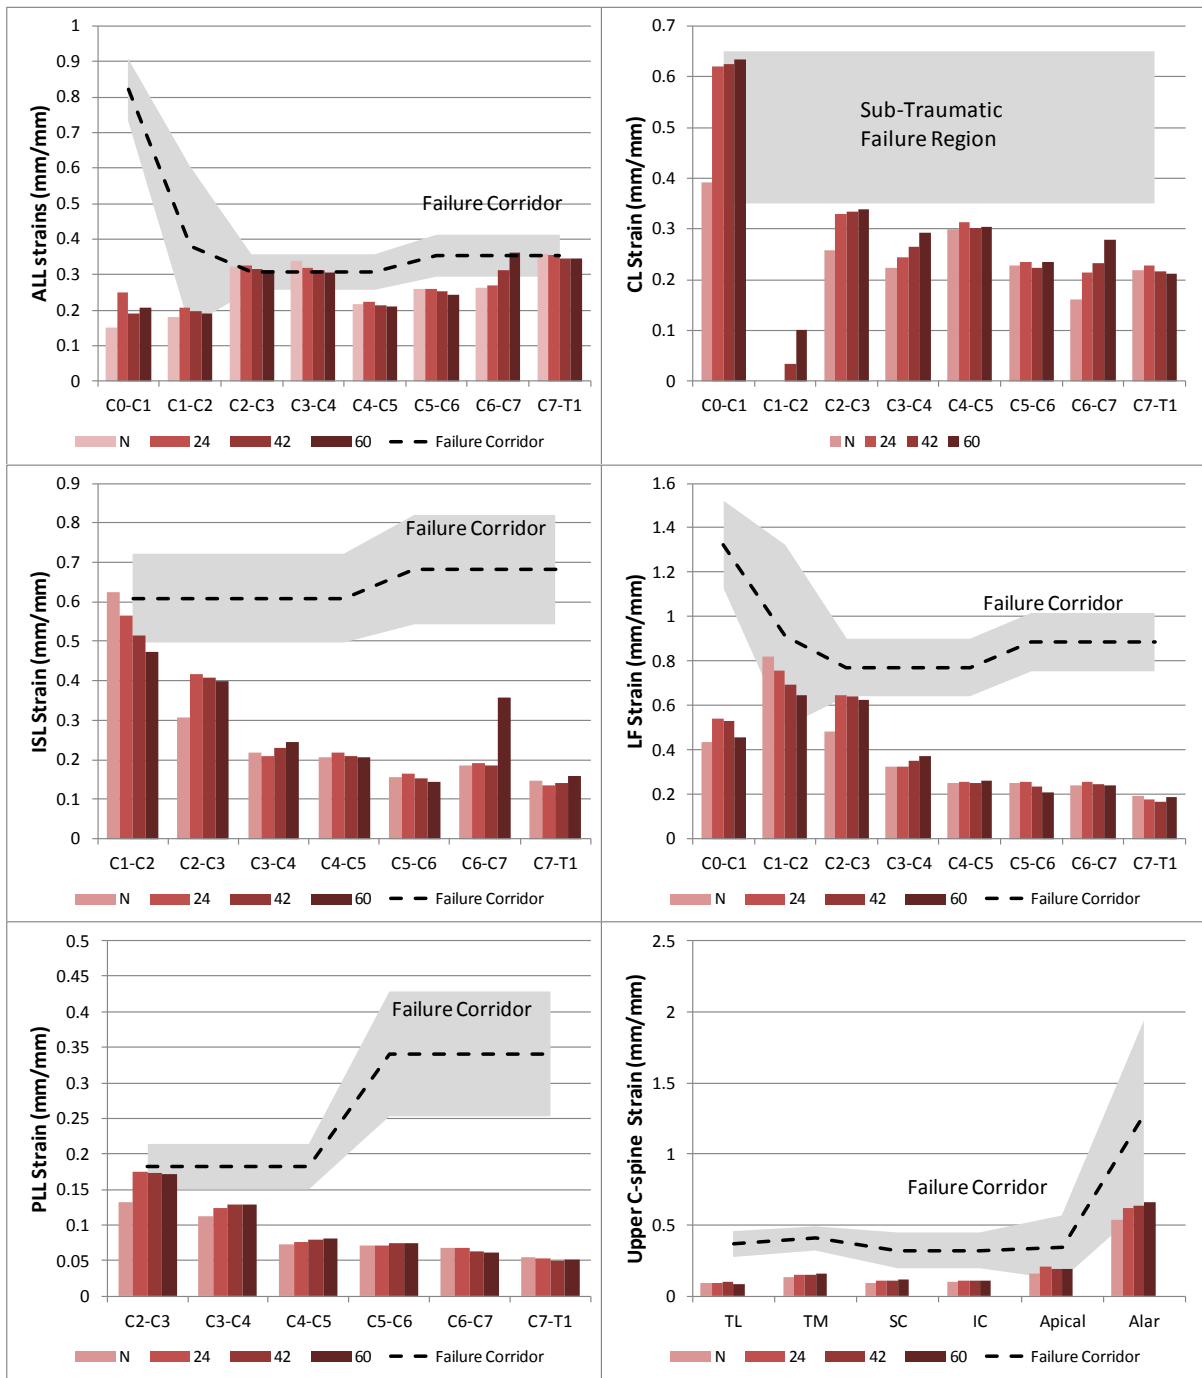 ALL strains (mm/mm)
1
0.9
0.8
0.7
0.6
0.5
0.4
0.3
0.2
0.1
0
Failure Corridor
C0-C1 C1-C2 C2-C3 C3-C4 C4-C5 C5-C6 C6-C7 C7-T1
N 24 42 60 Failure Corridor
CL Strain (mm/mm)
0.7
0.6
0.5
0.4
0.3
0.2
0.1
0
Sub-Traumatic
Failure Region
C0-C1 C1-C2 C2-C3 C3-C4 C4-C5 C5-C6 C6-C7 C7-T1
N 24 42 60
ISL Strain (mm/mm)
0.9
0.8
0.7
0.6
0.5
0.4
0.3
0.2
0.1
0
Failure Corridor
C1-C2 C2-C3 C3-C4 C4-C5 C5-C6 C6-C7 C7-T1
N 24 42 60 Failure Corridor
LF Strain (mm/mm)
1.6
1.4
1.2
1
0.8
0.6
0.4
0.2
0
Failure Corridor
C0-C1 C1-C2 C2-C3 C3-C4 C4-C5 C5-C6 C6-C7 C7-T1
N 24 42 60 Failure Corridor
PLL Strain (mm/mm)
0.5
0.45
0.4
0.35
0.3
0.25
0.2
0.15
0.1
0.05
0
Failure Corridor
C2-C3 C3-C4 C4-C5 C5-C6 C6-C7 C7-T1
N 24 42 60 Failure Corridor
Upper C-spine Strain (mm/mm)
2.5
2
1.5
1
0.5
0
Failure Corridor
TL TM SC IC Apical Alar
N 24 42 60 Failure Corridor